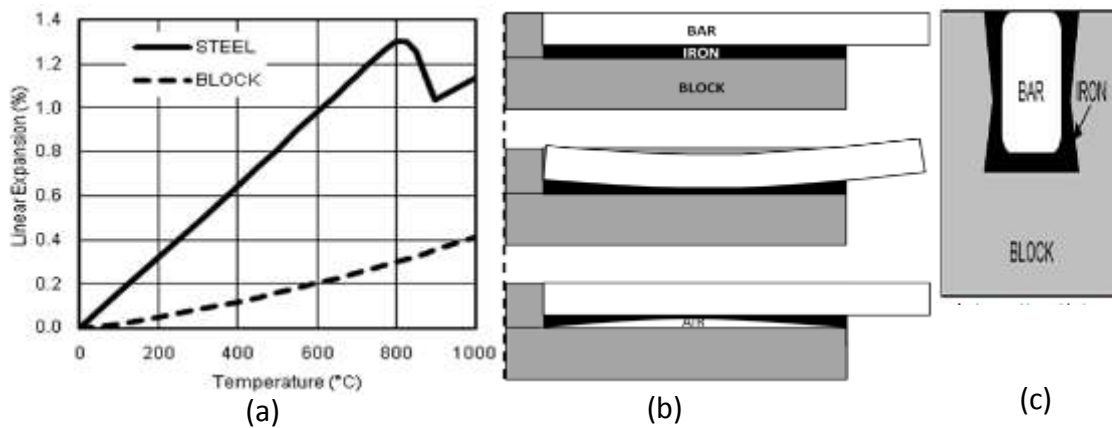 1.4
1.2
1.0
0.8
0.6
0.4
0.2
0.0
Linear Expansion (%)
STEEL
BLOCK
0
200
400
600
800
1000
Temperature (°C)
(a)
BAR
IRON
BLOCK
AIR
(b)
BAR
IRON
BLOCK
(c)